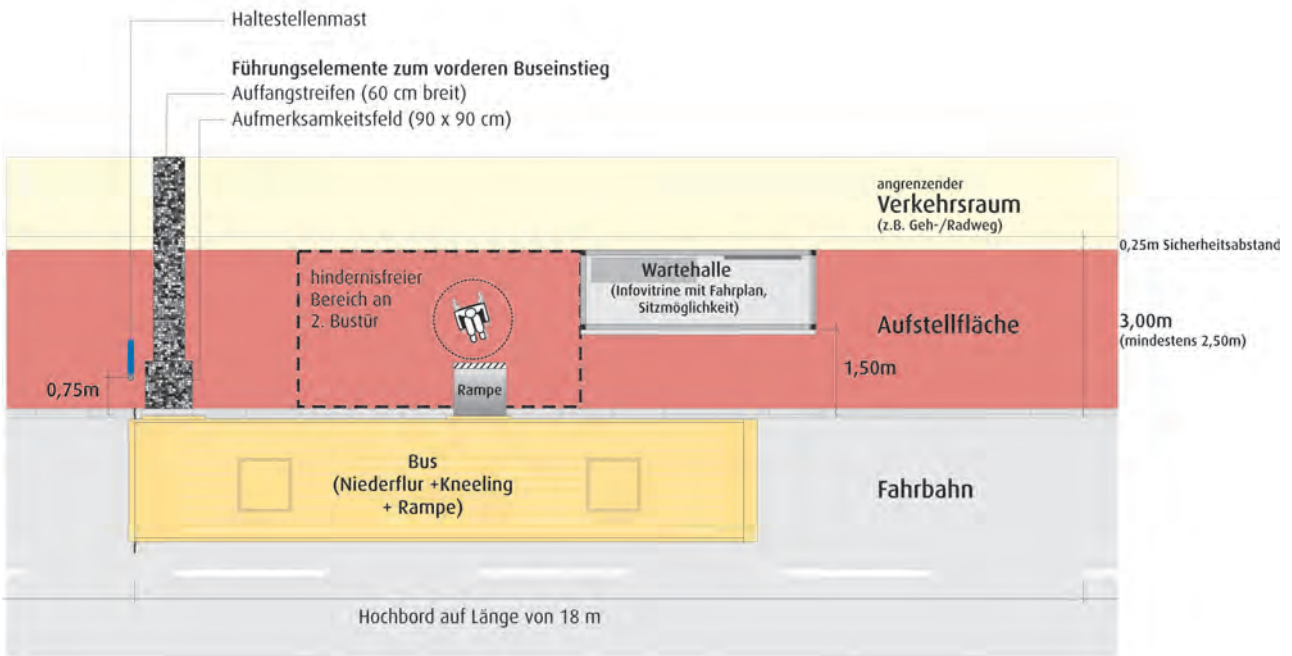 Haltestellenmast
Führungselemente zum vorderen Buseinstieg
Auffangstreifen (60 cm breit)
Aufmerksamkeitsfeld (90 x 90 cm)
angrenzender
Verkehrsraum
(z.B. Geh-/Radweg)
0,25m Sicherheitsabstand
hindernisfreier
Bereich an
2. Bustür
Wartehalle
(Infovitrine mit Fahrplan,
Sitzmöglichkeit)
Aufstellfläche
3,00m
(mindestens 2,50m)
0,75m
Rampe
1,50m
Bus
(Niederflur +Kneeling
+ Rampe)
Fahrbahn
Hochbord auf Länge von 18 m